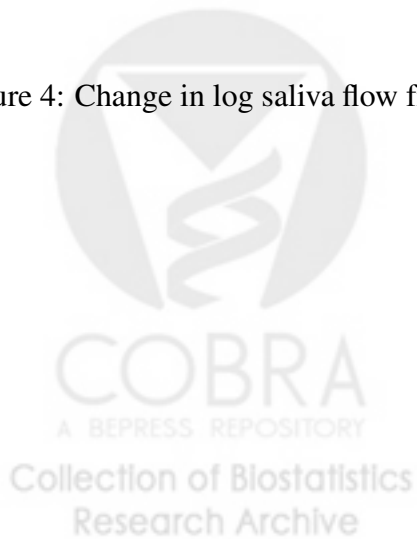 ure 4: Change in log saliva flow f
COBRA
A BEPRESS REPOSITORY
Collection of Biostatistics
Research Archive